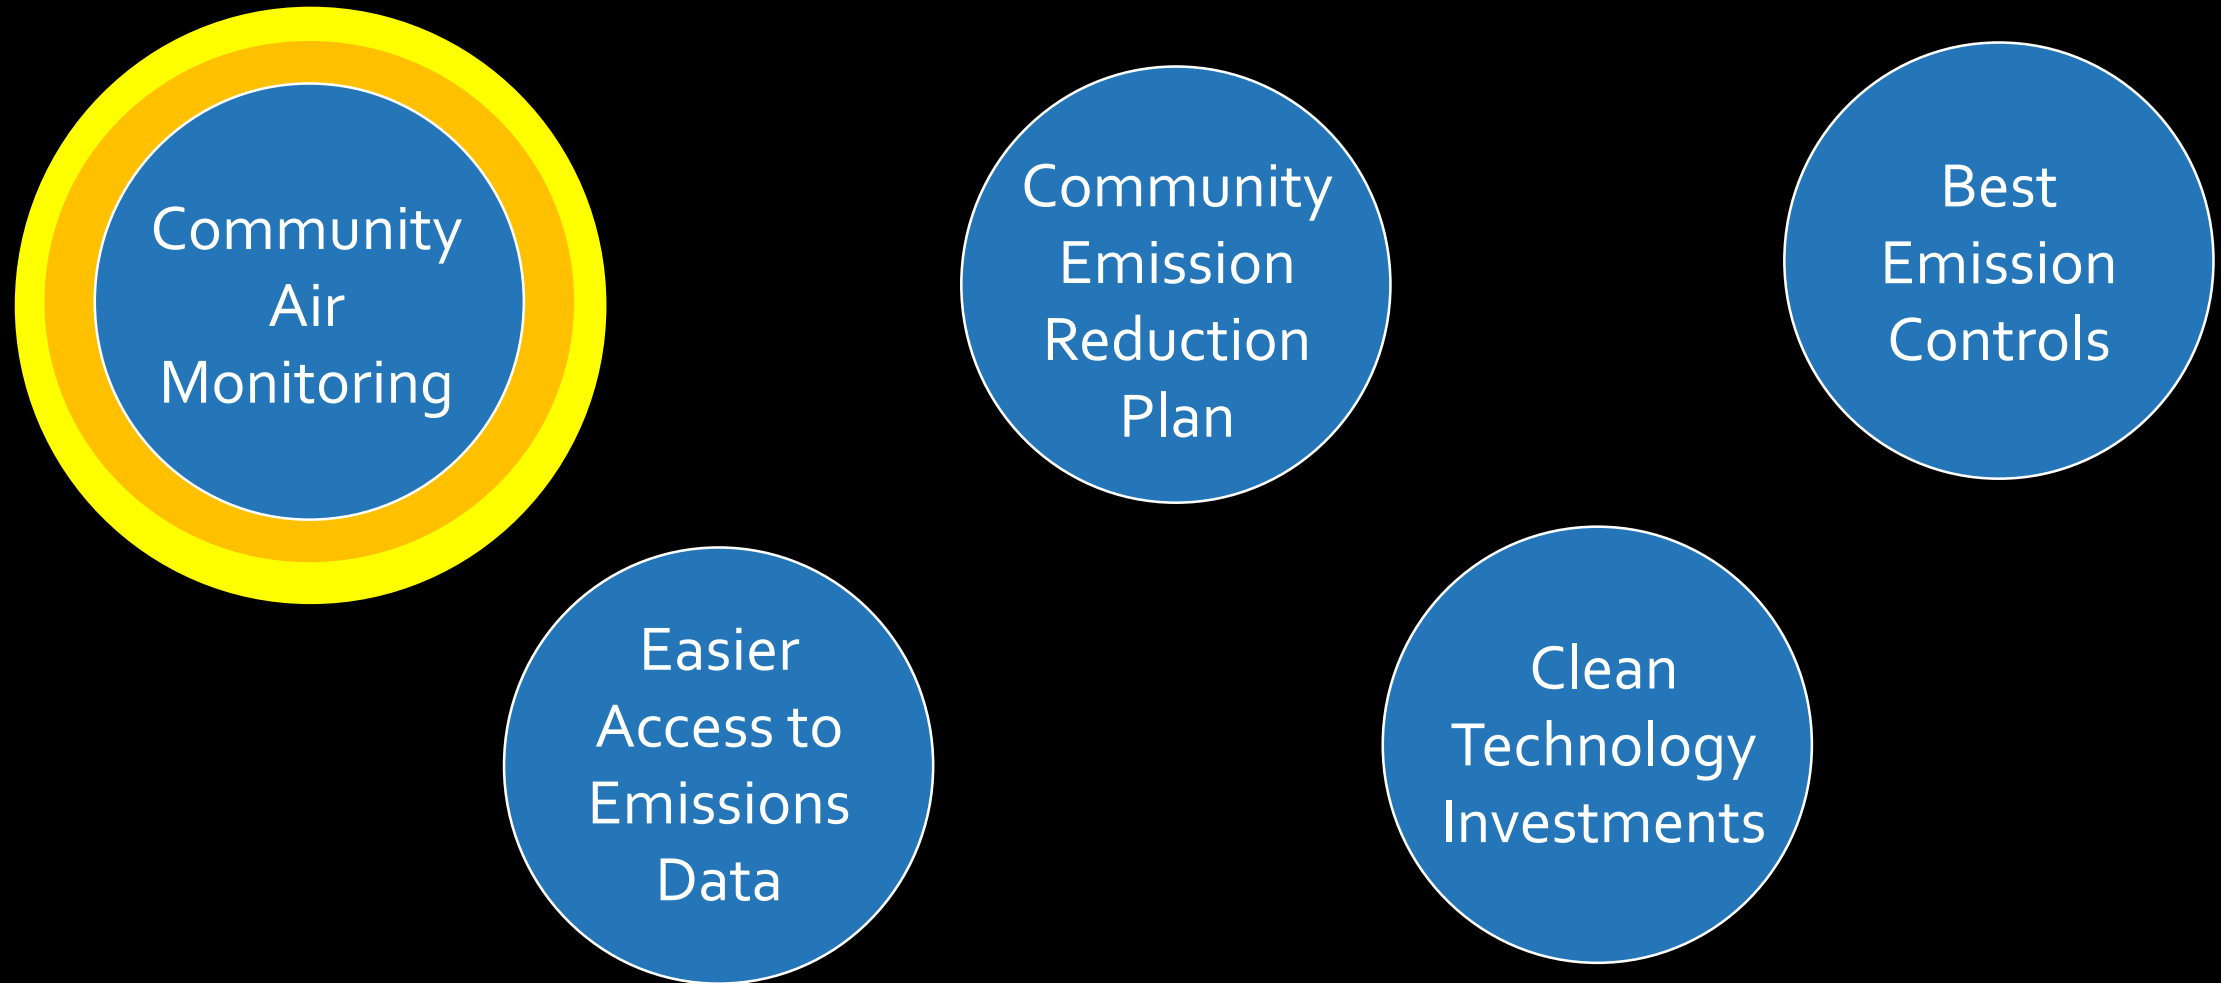 Community
Air
Monitoring
Community
Emission
Reduction
Plan
Best
Emission
Controls
Easier
Access to
Emissions
Data
Clean
Technology
Investments